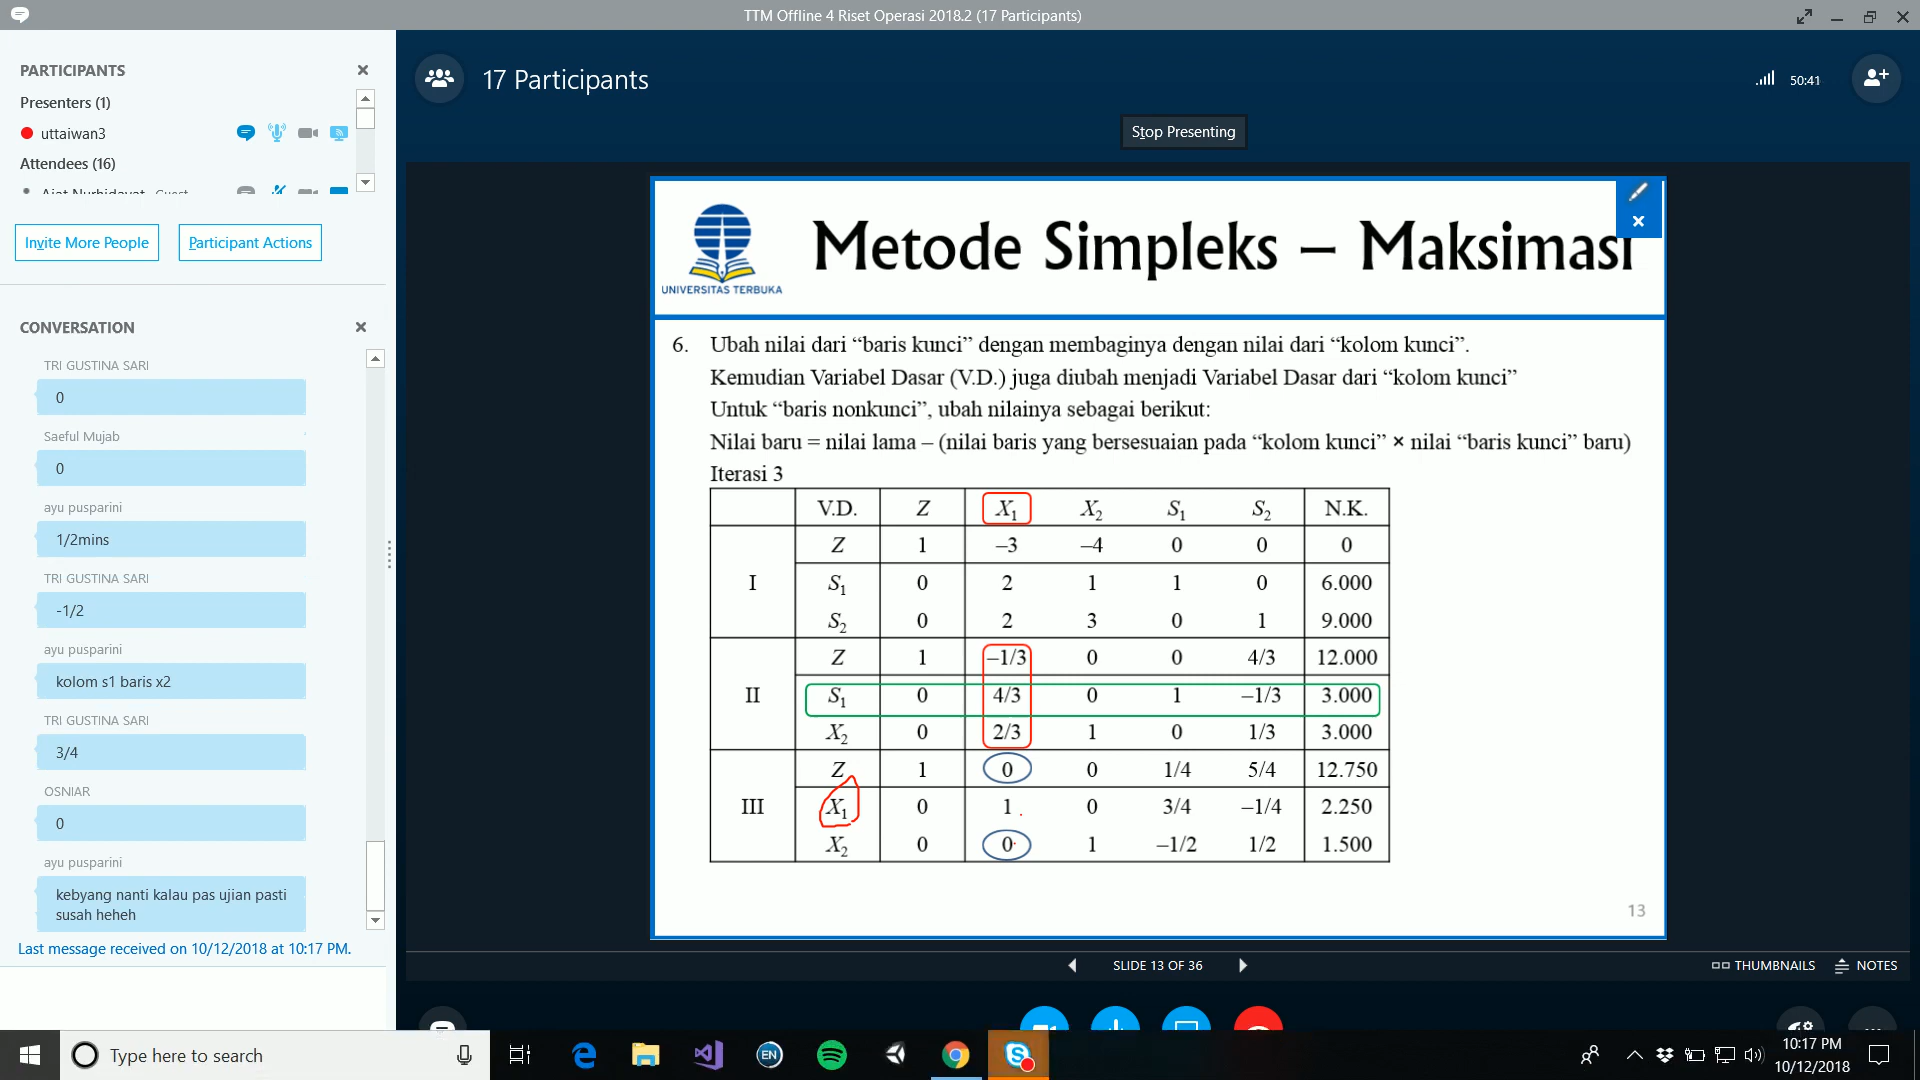 TTM Offline 4 Riset Operasi 2018.2 (17 Participants)
PARTICIPANTS
Presenters (1)
uttaiwan3
Attendees (16)
Ajat Nurhidayat Guest
Invite More People
Participant Actions
CONVERSATION
TRI GUSTINA SARI
0
Saeful Mujab
0
ayu pusparini
1/2mins
TRI GUSTINA SARI
-1/2
ayu pusparini
kolom s1 baris x2
TRI GUSTINA SARI
3/4
OSNIAR
0
ayu pusparini
kebyang nanti kalau pas ujian pasti
susah heheh
Last message received on 10/12/2018 at 10:17 PM.
17 Participants
50:41
Stop Presenting
UNIVERSITAS TERBUKA
Metode Simpleks – Maksimasi
6. Ubah nilai dari “baris kunci” dengan membaginya dengan nilai dari “kolom kunci”.
Kemudian Variabel Dasar (V.D.) juga diubah menjadi Variabel Dasar dari “kolom kunci”
Untuk “baris nonkunci”, ubah nilainya sebagai berikut:
Nilai baru = nilai lama – (nilai baris yang bersesuaian pada “kolom kunci” × nilai “baris kunci” baru)
Iterasi 3
V.D. Z X1 X2 S1 S2 N.K.
Z 1 –3 –4 0 0 0
I S1 0 2 1 1 0 6.000
S2 0 2 3 0 1 9.000
Z 1 –1/3 0 0 4/3 12.000
II S1 0 4/3 0 1 –1/3 3.000
X2 0 2/3 1 0 1/3 3.000
Z 1 0 0 1/4 5/4 12.750
III X1 0 1 0 3/4 –1/4 2.250
X2 0 0 1 –1/2 1/2 1.500
13
SLIDE 13 OF 36
THUMBNAILS
NOTES
Type here to search
EN
10:17 PM
10/12/2018